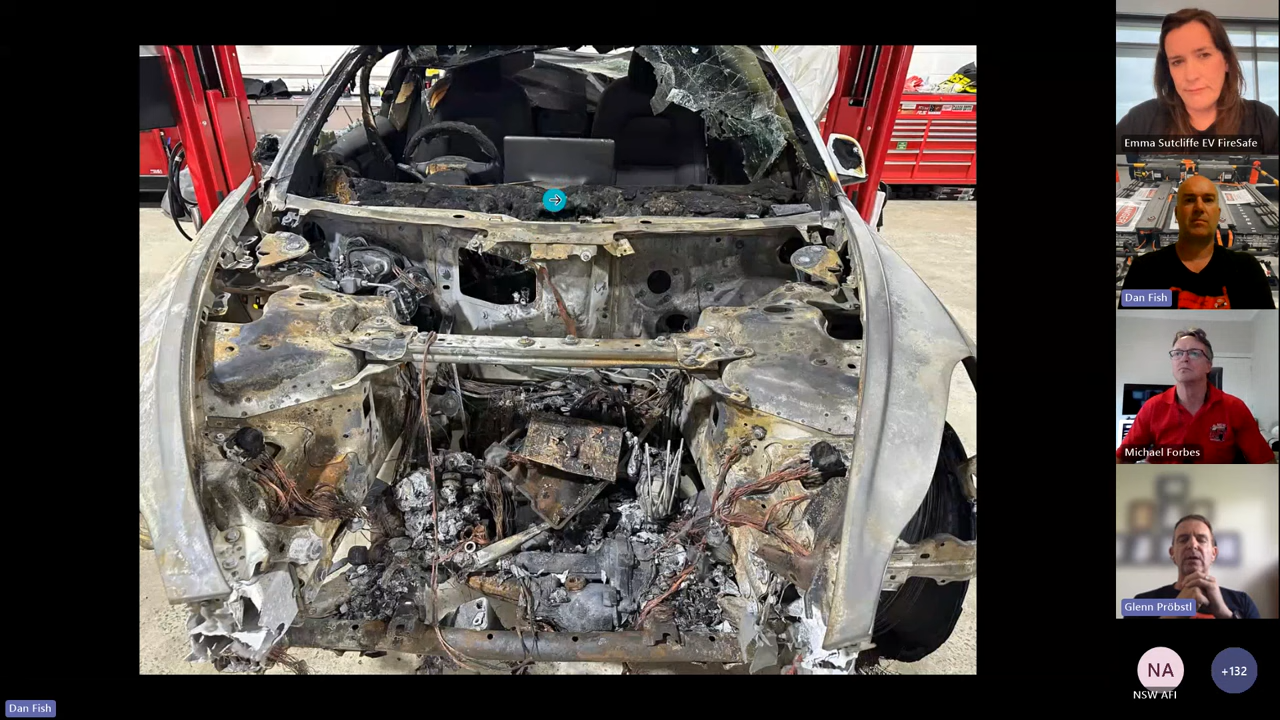 Emma Sutcliffe EV FireSafe
Dan Fish
Michael Forbes
Glenn Pröbstl
NA
+132
NSW AFI
Dan Fish